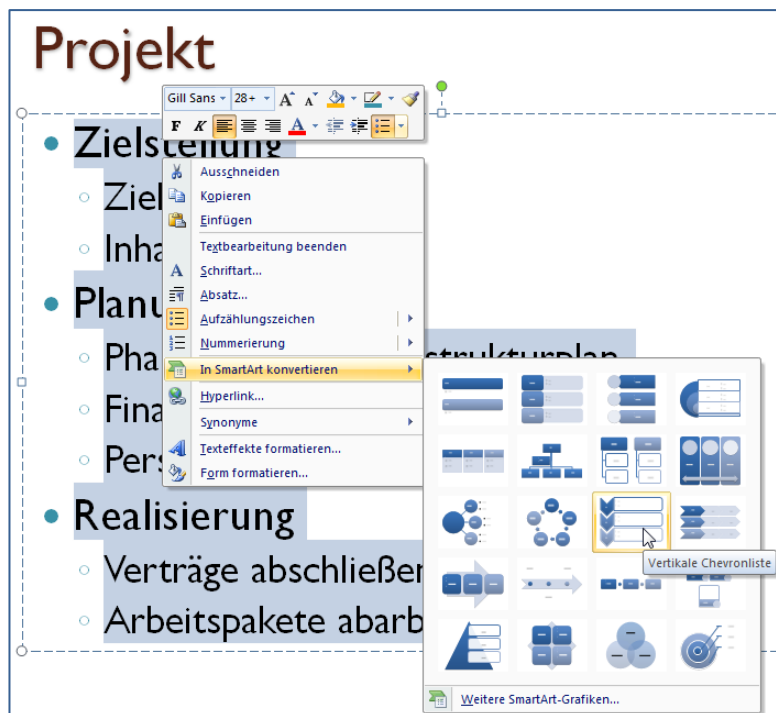 Projekt
Gill Sans 28+ A A
F K A
Zielstellung
Ausschneiden
Ziel
Kopieren
Einfügen
Inha
Textbearbeitung beenden
A Schriftart...
Absatz...
Planu
Aufzählungszeichen
Nummerierung
Pha strukturplan
In SmartArt konvertieren
Hyperlink...
Fina
Synonyme
Texteffekte formatieren...
Pers
Form formatieren...
Realisierung
Vertikale Chevronliste
Verträge abschließen
Arbeitspakete abarb
Weitere SmartArt-Grafiken...